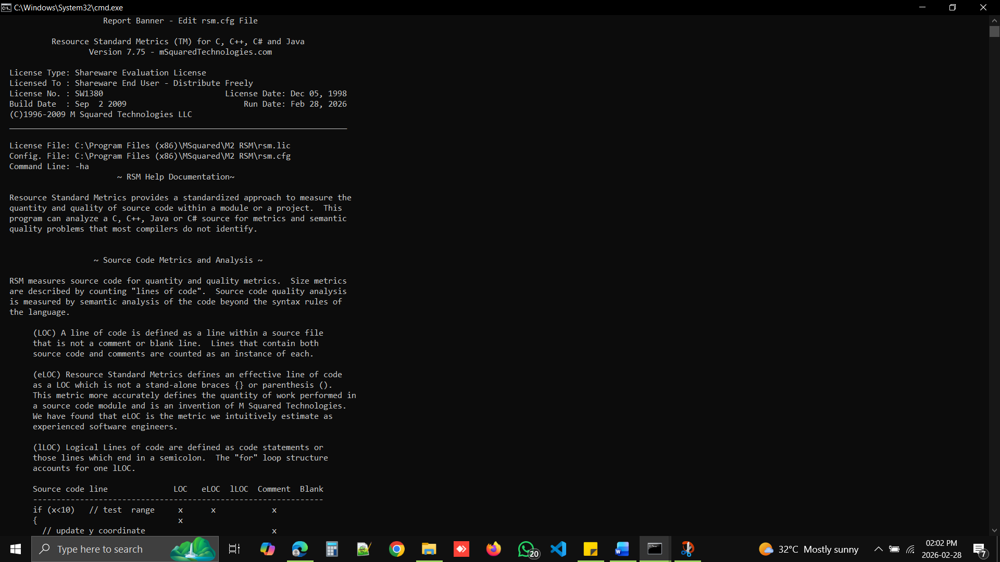 C:\Windows\System32\cmd.exe
Report Banner - Edit rsm.cfg File
Resource Standard Metrics (TM) for C, C++, C# and Java
Version 7.75 - mSquaredTechnologies.com
License Type: Shareware Evaluation License
Licensed To : Shareware End User - Distribute Freely
License No. : SW1380 License Date: Dec 05, 1998
Build Date  : Sep  2 2009 Run Date: Feb 28, 2026
(C)1996-2009 M Squared Technologies LLC
License File: C:\Program Files (x86)\MSquared\M2 RSM\rsm.lic
Config. File: C:\Program Files (x86)\MSquared\M2 RSM\rsm.cfg
Command Line: -ha
~ RSM Help Documentation~
Resource Standard Metrics provides a standardized approach to measure the
quantity and quality of source code within a module or a project.  This
program can analyze a C, C++, Java or C# source for metrics and semantic
quality problems that most compilers do not identify.
~ Source Code Metrics and Analysis ~
RSM measures source code for quantity and quality metrics.  Size metrics
are described by counting "lines of code".  Source code quality analysis
is measured by semantic analysis of the code beyond the syntax rules of
the language.
(LOC) A line of code is defined as a line within a source file
that is not a comment or blank line.  Lines that contain both
source code and comments are counted as an instance of each.
(eLOC) Resource Standard Metrics defines an effective line of code
as a LOC which is not a stand-alone braces {} or parenthesis ().
This metric more accurately defines the quantity of work performed in
a source code module and is an invention of M Squared Technologies.
We have found that eLOC is the metric we intuitively estimate as
experienced software engineers.
(lLOC) Logical Lines of code are defined as code statements or
those lines which end in a semicolon.  The "for" loop structure
accounts for one lLOC.
Source code line LOC eLOC lLOC Comment Blank
--------------------------------------------------------------
if (x<10)   // test  range x x x
{ x
// update y coordinate x
Type here to search
20
32°C Mostly sunny
02:02 PM
2026-02-28
7